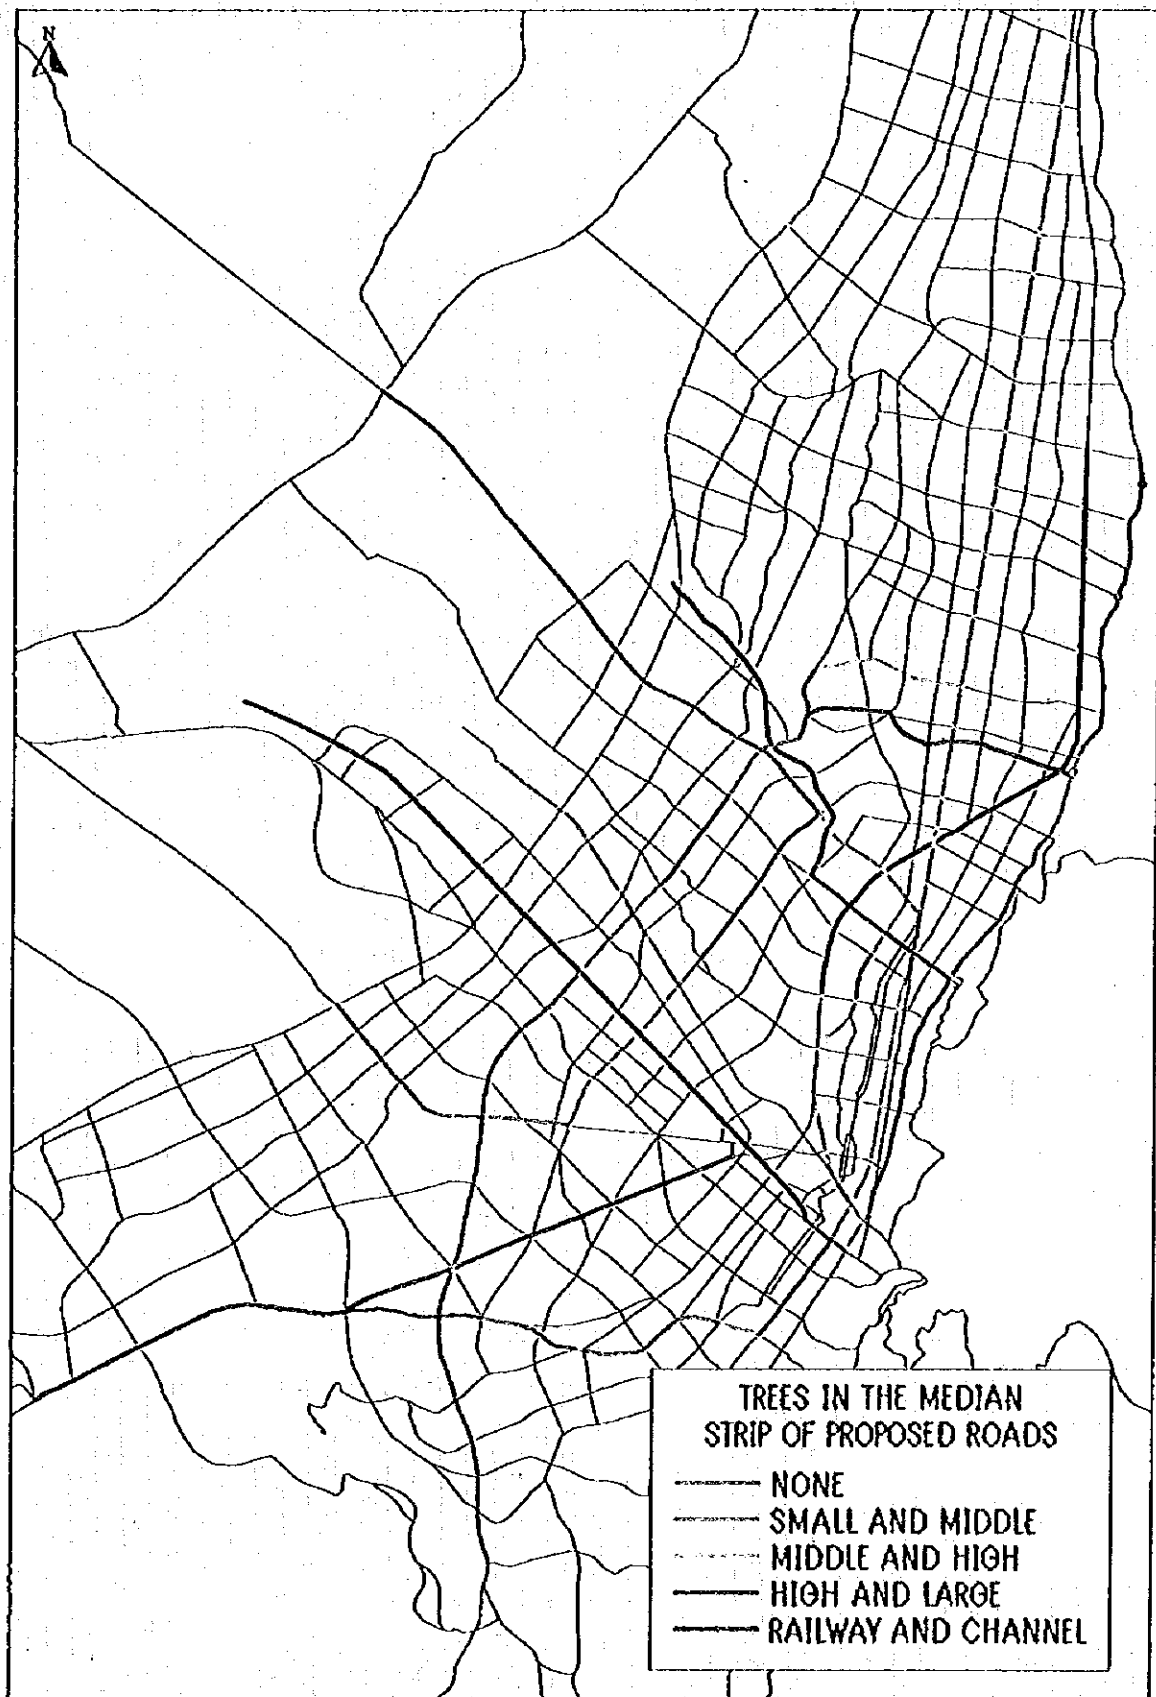 N
TREES IN THE MEDIAN
STRIP OF PROPOSED ROADS
NONE
SMALL AND MIDDLE
MIDDLE AND HIGH
HIGH AND LARGE
RAILWAY AND CHANNEL